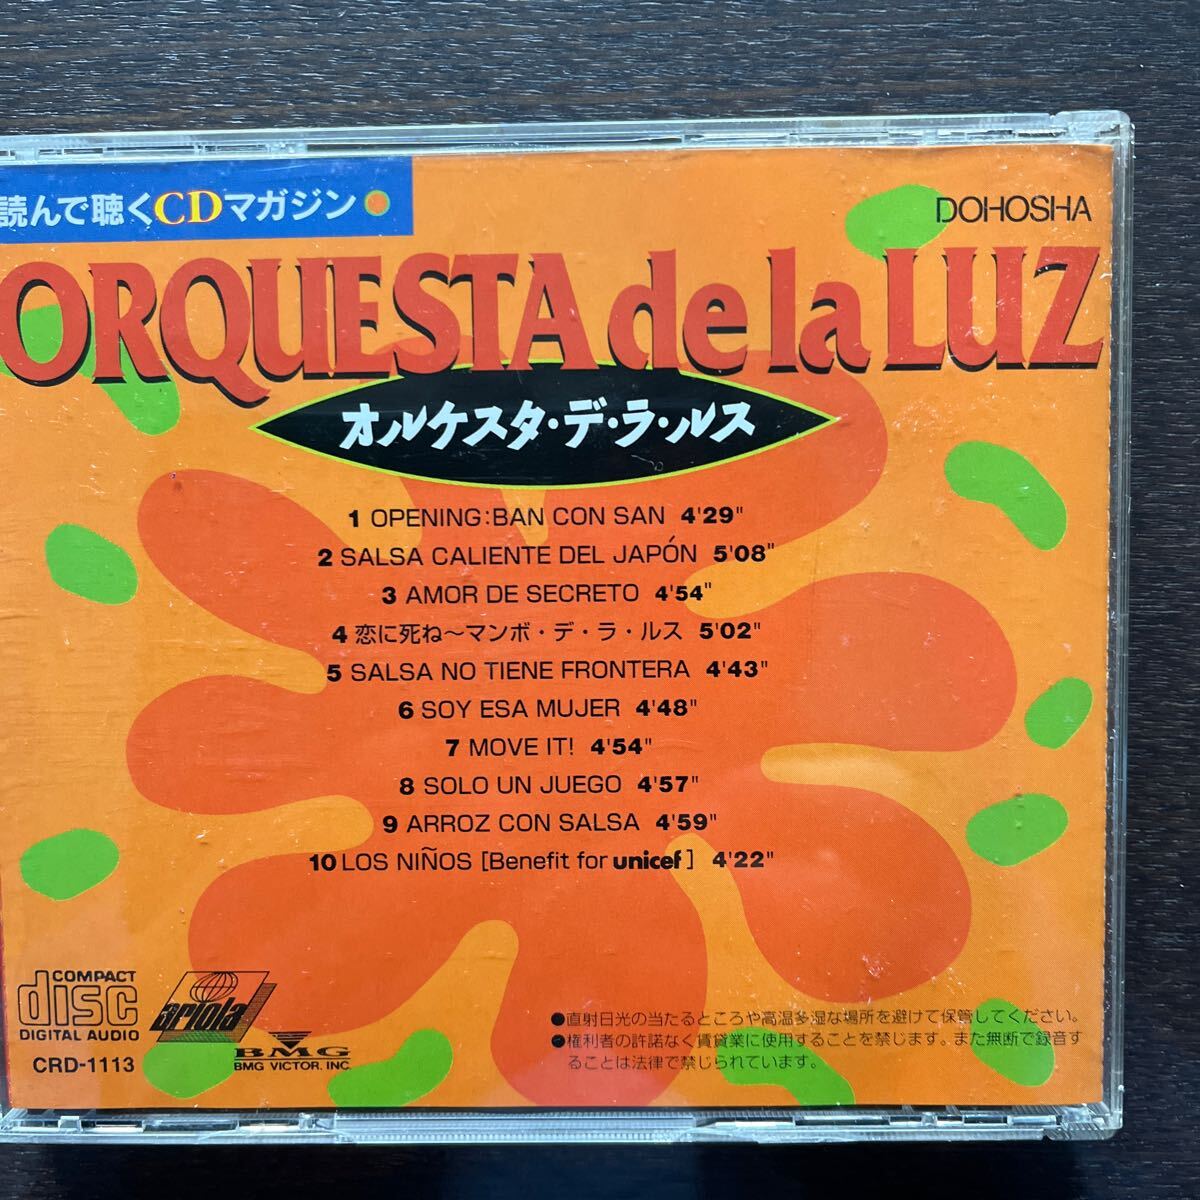 読んで聴くCDマガジン
DOHOSHA
ORQUESTA de la LUZ
オルケスタ・デ・ラ・ルス
1 OPENING:BAN CON SAN 4'29"
2 SALSA CALIENTE DEL JAPÓN 5'08"
3 AMOR DE SECRETO 4'54"
4 恋に死ね〜マンボ・デ・ラ・ルス 5'02"
5 SALSA NO TIENE FRONTERA 4'43"
6 SOY ESA MUJER 4'48"
7 MOVE IT! 4'54"
8 SOLO UN JUEGO 4'57"
9 ARROZ CON SALSA 4'59"
10 LOS NIÑOS [Benefit for unicef] 4'22"
COMPACT
disc
DIGITAL AUDIO
CRD-1113
ariola
BMG
BMG VICTOR, INC.
●直射日光の当たるところや高温多湿な場所を避けて保管してください。
●権利者の許諾なく賃貸業に使用することを禁じます。また無断で録音す
ることは法律で禁じられています。